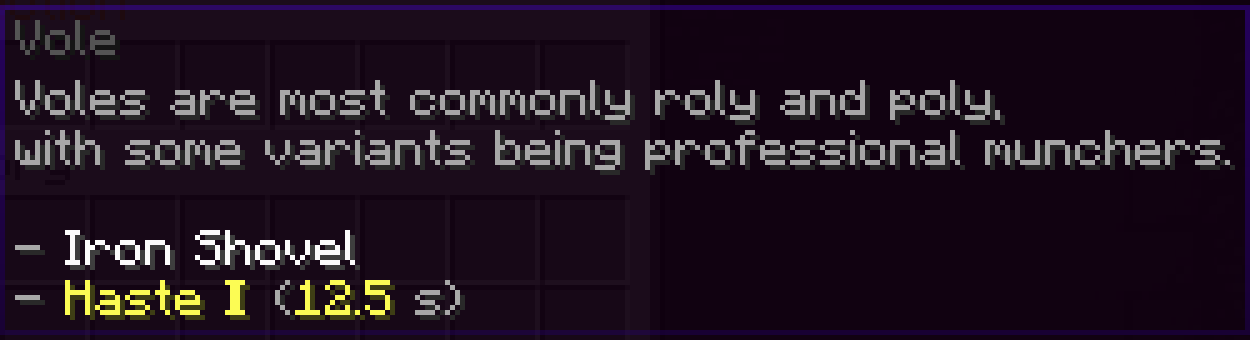 Vole
Voles are most commonly roly and poly,
with some variants being professional munchers.
- Iron Shovel
- Haste I (12.5 s)